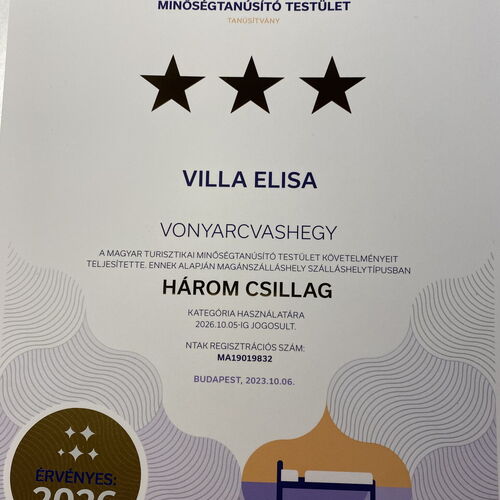 MINŐSÉGTANÚSÍTÓ TESTÜLET
TANÚSÍTVÁNY
VILLA ELISA
VONYARCVASHEGY
A MAGYAR TURISZTIKAI MINŐSÉGTANÚSÍTÓ TESTÜLET KÖVETELMÉNYEIT
TELJESÍTETTE. ENNEK ALAPJÁN MAGÁNSZÁLLÁSHELY SZÁLLÁSHELYTÍPUSBAN
HÁROM CSILLAG
KATEGÓRIA HASZNÁLATÁRA
2026.10.05-IG JOGOSULT.
NTAK REGISZTRÁCIÓS SZÁM:
MA19019832
BUDAPEST, 2023.10.06.
ÉRVÉNYES:
2026